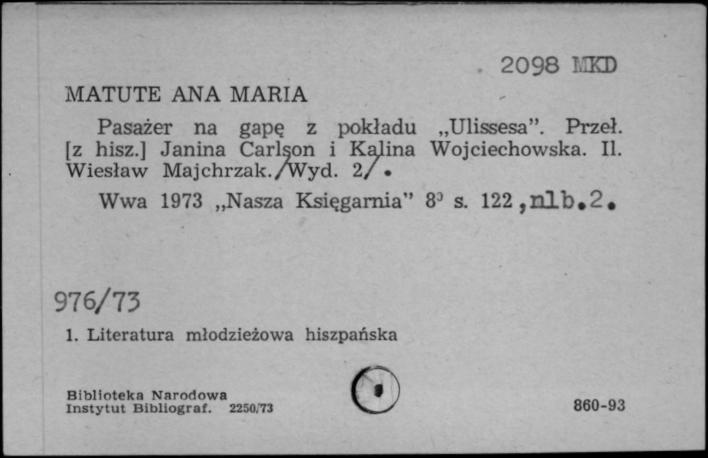 2098 MKD
MATUTE ANA MARIA
Pasażer na gapę z pokładu „Ulissesa”. Przeł.
[z hisz.] Janina Carlson i Kalina Wojciechowska. Il.
Wiesław Majchrzak./Wyd. 2/.
Wwa 1973 „Nasza Księgarnia” 8° s. 122,nlb.2.
976/73
1. Literatura młodzieżowa hiszpańska
Biblioteka Narodowa
Instytut Bibliograf. 2250/73
860-93